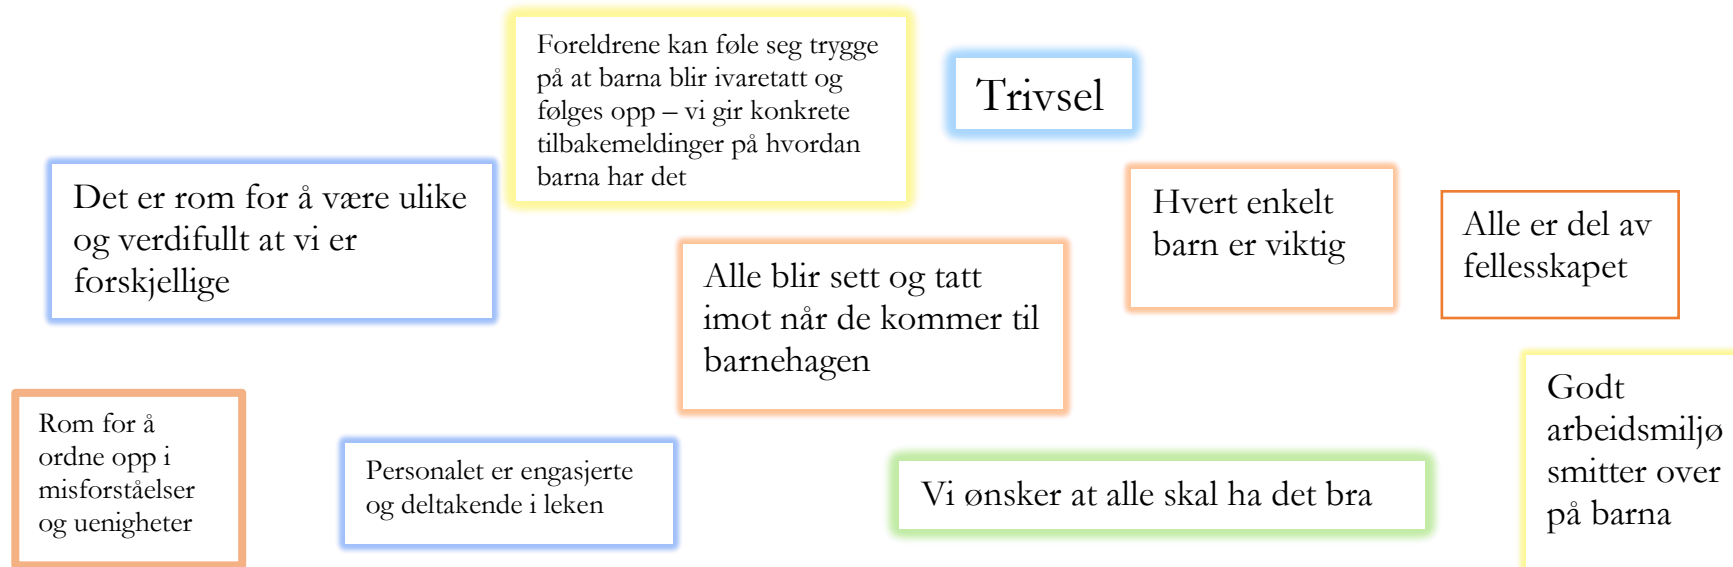 Foreldrene kan føle seg trygge
på at barna blir ivaretatt og
følges opp – vi gir konkrete
tilbakemeldinger på hvordan
barna har det
Trivsel
Det er rom for å være ulike
og verdifullt at vi er
forskjellige
Hvert enkelt
barn er viktig
Alle er del av
fellesskapet
Alle blir sett og tatt
imot når de kommer til
barnehagen
Rom for å
ordne opp i
misforståelser
og uenigheter
Personalet er engasjerte
og deltakende i leken
Vi ønsker at alle skal ha det bra
Godt
arbeidsmiljø
smitter over
på barna